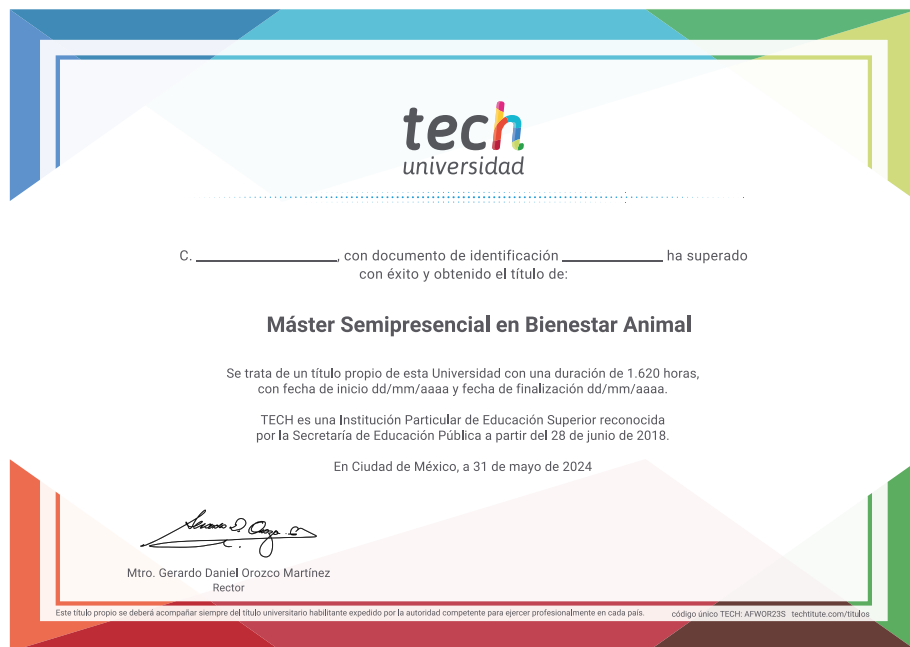 tech
universidad
C. ____________________, con documento de identificación ______________ ha superado
con éxito y obtenido el título de:
Máster Semipresencial en Bienestar Animal
Se trata de un título propio de esta Universidad con una duración de 1.620 horas,
con fecha de inicio dd/mm/aaaa y fecha de finalización dd/mm/aaaa.
TECH es una Institución Particular de Educación Superior reconocida
por la Secretaría de Educación Pública a partir del 28 de junio de 2018.
En Ciudad de México, a 31 de mayo de 2024
Mtro. Gerardo Daniel Orozco Martínez
Rector
Este título propio se deberá acompañar siempre del título universitario habilitante expedido por la autoridad competente para ejercer profesionalmente en cada país. código único TECH: AFWOR23S techtitute.com/titulos